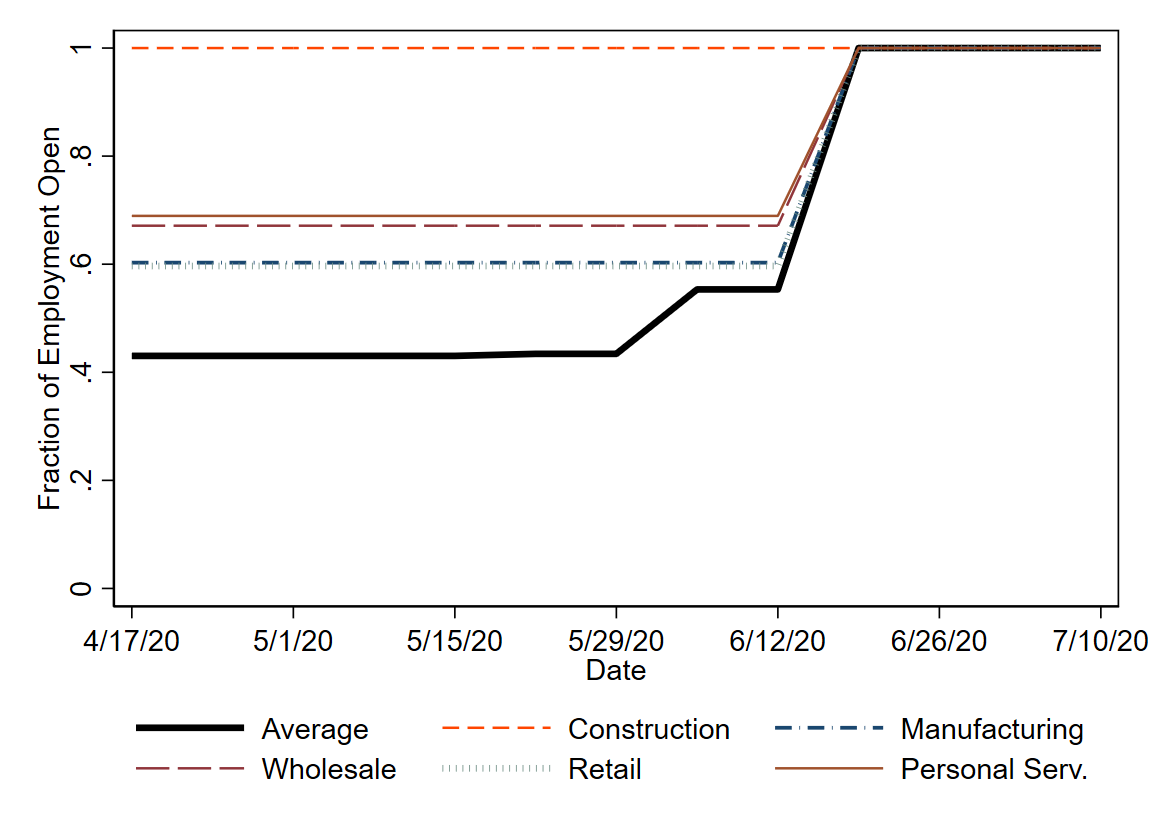 Fraction of Employment Open
1
.8
.6
.4
.2
0
4/17/20 5/1/20 5/15/20 5/29/20 6/12/20 6/26/20 7/10/20
Date
Average Construction Manufacturing
Wholesale Retail Personal Serv.